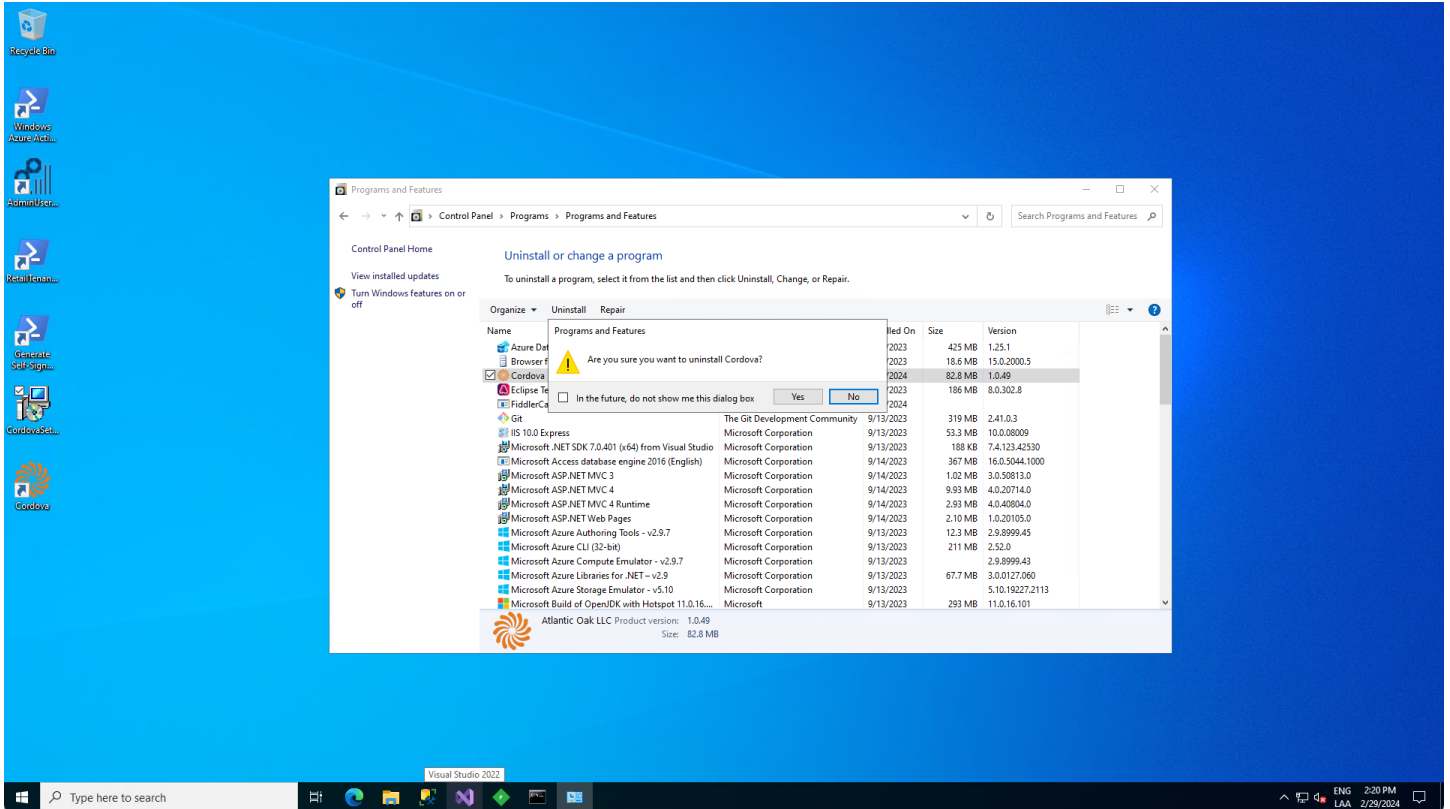 Recycle Bin
Windows
Azure Acti...
AdminUser...
RetailTenan...
Generate
Self-Sign...
CordovaSet...
Cordova
Programs and Features
Control Panel > Programs > Programs and Features
Search Programs and Features
Control Panel Home
View installed updates
Turn Windows features on or
off
Uninstall or change a program
To uninstall a program, select it from the list and then click Uninstall, Change, or Repair.
Organize Uninstall Repair
Name lled On Size Version
Programs and Features
Are you sure you want to uninstall Cordova?
In the future, do not show me this dialog box Yes No
Azure Dat /2023 425 MB 1.25.1
Browser f /2023 18.6 MB 15.0.2000.5
Cordova /2024 82.8 MB 1.0.49
Eclipse Te /2023 186 MB 8.0.302.8
FiddlerCa /2024
Git The Git Development Community 9/13/2023 319 MB 2.41.0.3
IIS 10.0 Express Microsoft Corporation 9/13/2023 53.3 MB 10.0.08009
Microsoft .NET SDK 7.0.401 (x64) from Visual Studio Microsoft Corporation 9/13/2023 188 KB 7.4.123.42530
Microsoft Access database engine 2016 (English) Microsoft Corporation 9/14/2023 367 MB 16.0.5044.1000
Microsoft ASP.NET MVC 3 Microsoft Corporation 9/14/2023 1.02 MB 3.0.50813.0
Microsoft ASP.NET MVC 4 Microsoft Corporation 9/14/2023 9.93 MB 4.0.20714.0
Microsoft ASP.NET MVC 4 Runtime Microsoft Corporation 9/14/2023 2.93 MB 4.0.40804.0
Microsoft ASP.NET Web Pages Microsoft Corporation 9/14/2023 2.10 MB 1.0.20105.0
Microsoft Azure Authoring Tools - v2.9.7 Microsoft Corporation 9/13/2023 12.3 MB 2.9.8999.45
Microsoft Azure CLI (32-bit) Microsoft Corporation 9/13/2023 211 MB 2.52.0
Microsoft Azure Compute Emulator - v2.9.7 Microsoft Corporation 9/13/2023 2.9.8999.43
Microsoft Azure Libraries for .NET – v2.9 Microsoft Corporation 9/13/2023 67.7 MB 3.0.0127.060
Microsoft Azure Storage Emulator - v5.10 Microsoft Corporation 9/13/2023 5.10.19227.2113
Microsoft Build of OpenJDK with Hotspot 11.0.16.... Microsoft 9/13/2023 293 MB 11.0.16.101
Atlantic Oak LLC Product version: 1.0.49
Size: 82.8 MB
Visual Studio 2022
Type here to search
ENG 2:20 PM
LAA 2/29/2024